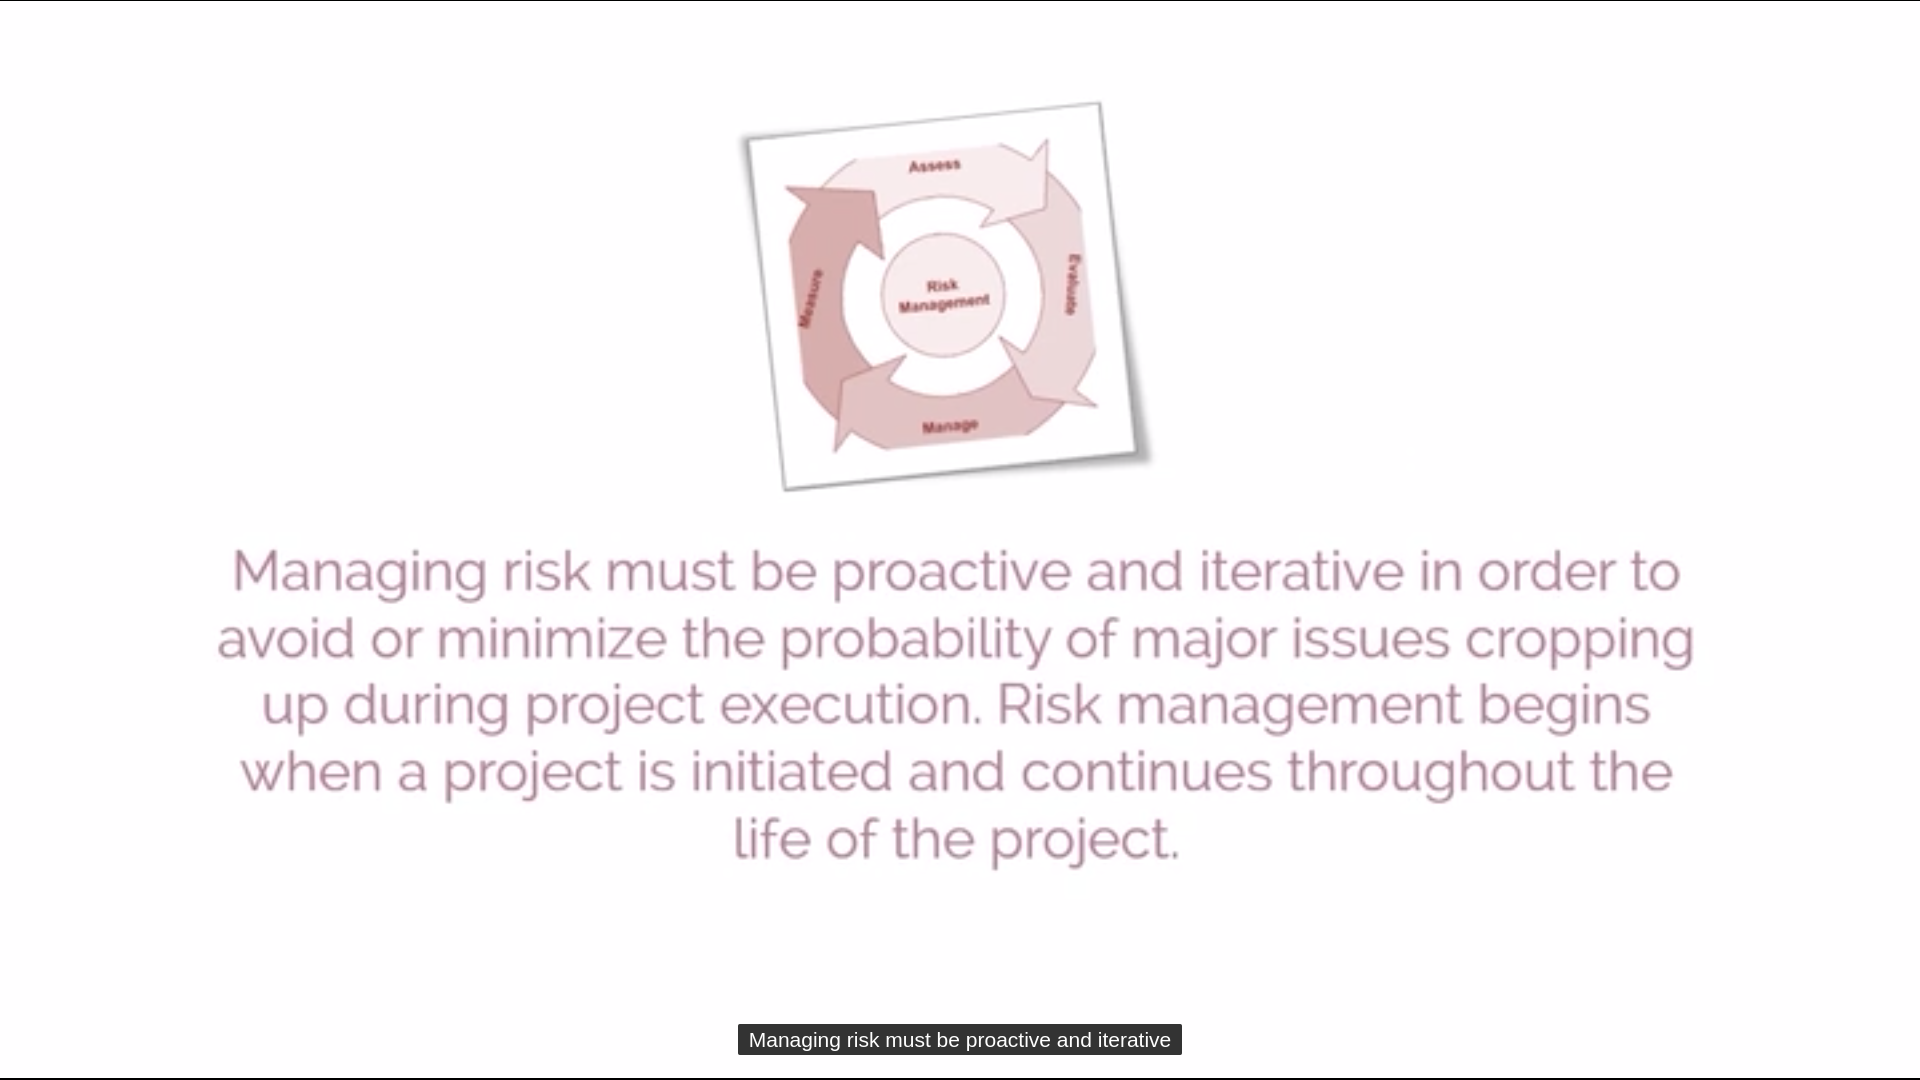 Assess
Evaluate
Risk
Management
Measure
Manage
Managing risk must be proactive and iterative in order to
avoid or minimize the probability of major issues cropping
up during project execution. Risk management begins
when a project is initiated and continues throughout the
life of the project.
Managing risk must be proactive and iterative